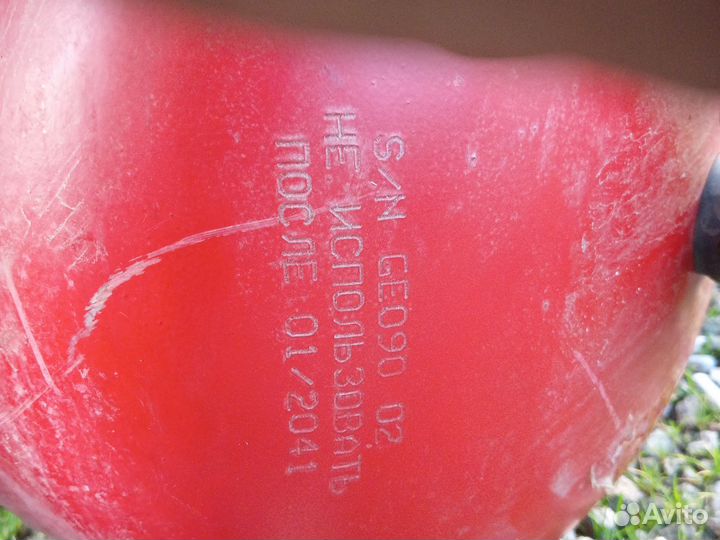 S/N GE090 02
НЕ ИСПОЛЬЗОВАТЬ
ПОСЛЕ 01/2041
Avito